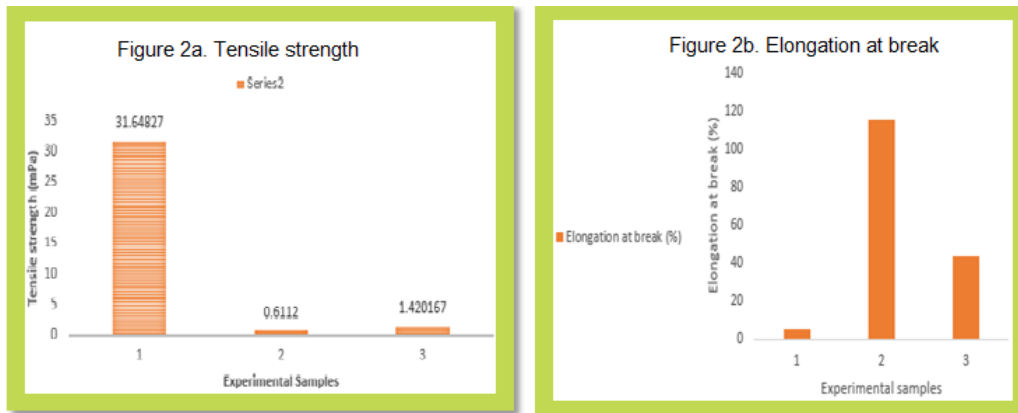 Figure 2a. Tensile strength
Series2
Tensile strength (mPa)
35
30
25
20
15
10
5
0
31.64827
0.6112
1.420167
1 2 3
Experimental Samples
Figure 2b. Elongation at break
Elongation at break (%)
Elongation at break (%)
140
120
100
80
60
40
20
0
1 2 3
Experimental samples